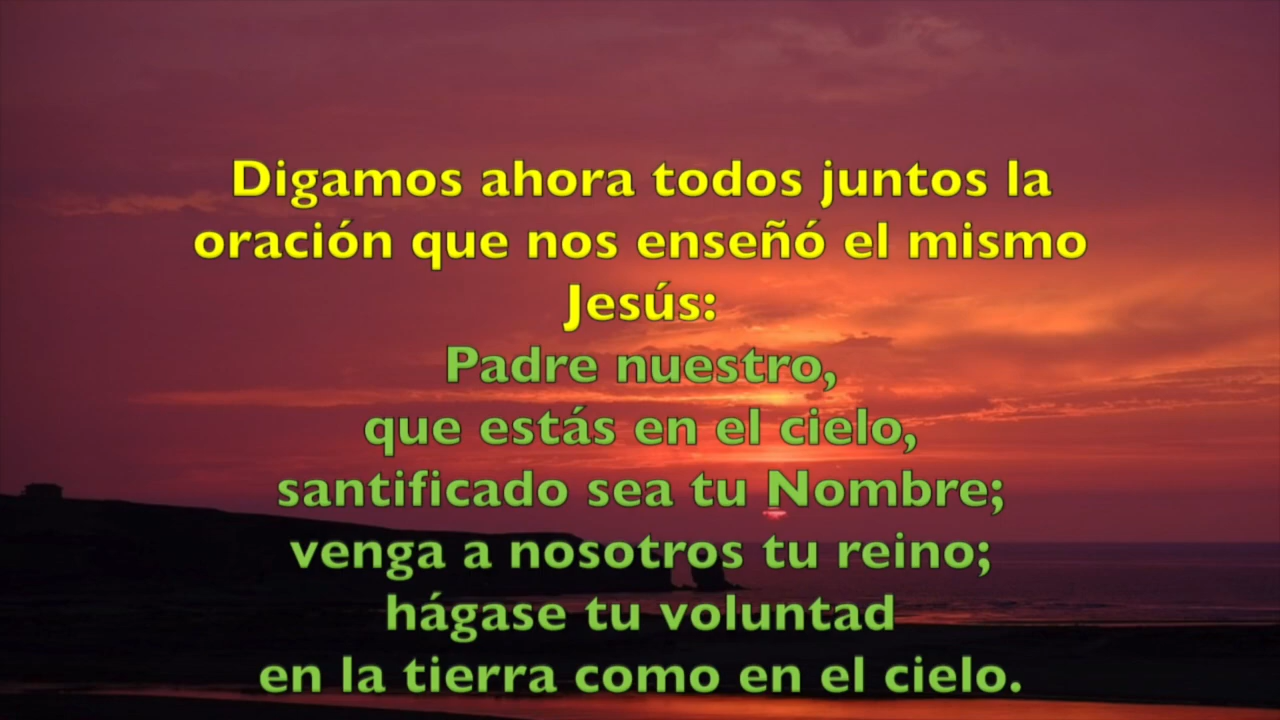 Digamos ahora todos juntos la
oración que nos enseñó el mismo
Jesús:
Padre nuestro,
que estás en el cielo,
santificado sea tu Nombre;
venga a nosotros tu reino;
hágase tu voluntad
en la tierra como en el cielo.